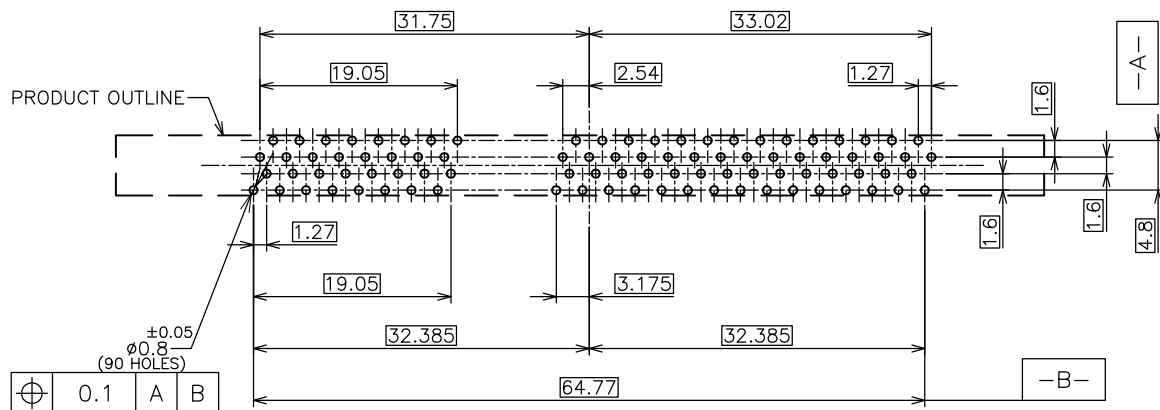 31.75
33.02
-A-
19.05
2.54
1.27
1.6
PRODUCT OUTLINE
1.6
1.6
4.8
1.27
19.05
3.175
±0.05
ø0.8
(90 HOLES)
32.385
32.385
⌖ 0.1 A B
64.77
-B-